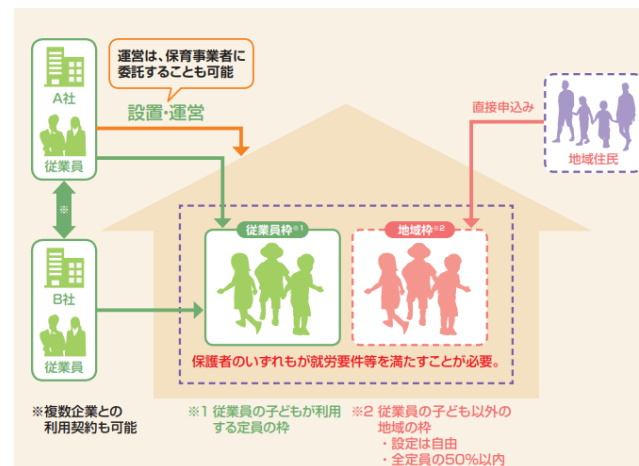 運営は、保育事業者に
委託することも可能
設置・運営
A社
従業員
※
B社
従業員
直接申込み
地域住民
従業員枠※1
地域枠※2
保護者のいずれもが就労要件等を満たすことが必要。
※複数企業との
利用契約も可能
※1 従業員の子どもが利用
する定員の枠
※2 従業員の子ども以外の
地域の枠
・設定は自由
・全定員の50%以内